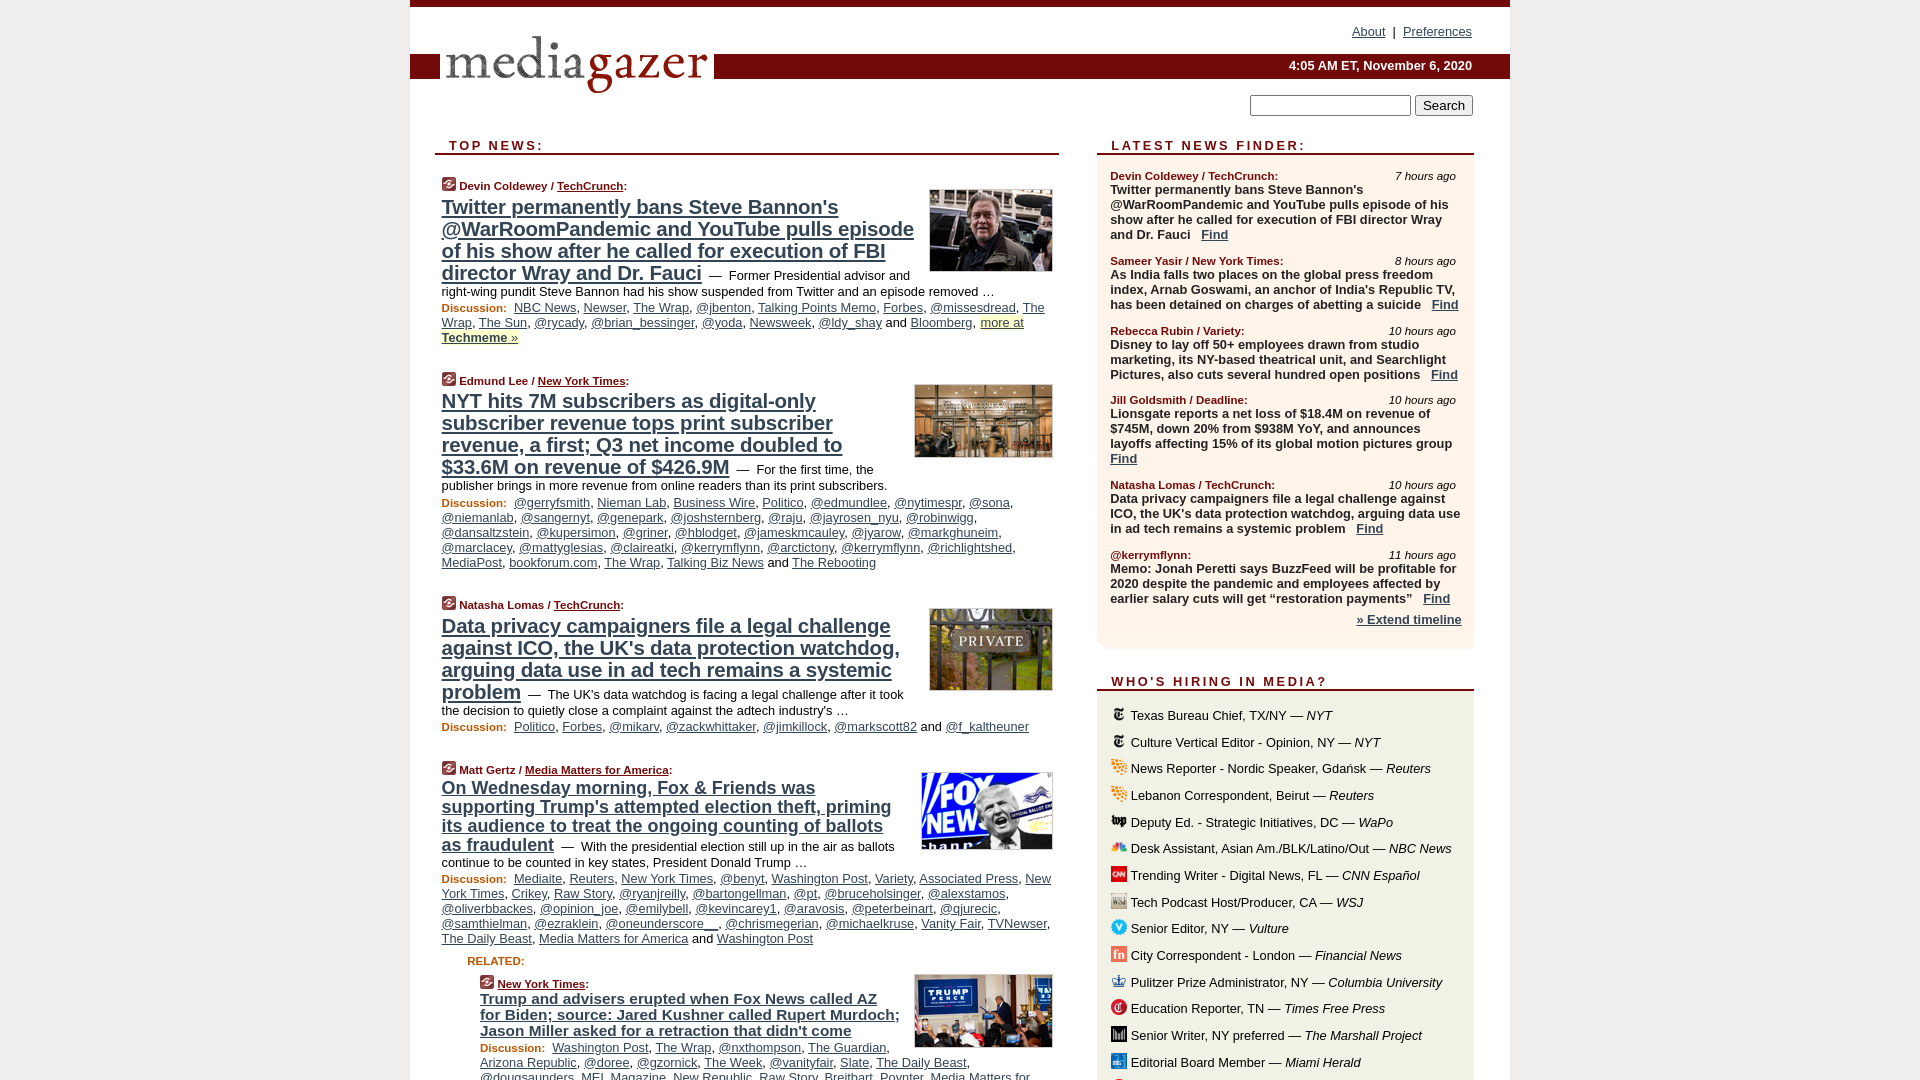 About | Preferences
mediagazer
4:05 AM ET, November 6, 2020
Search
TOP NEWS:
Devin Coldewey / TechCrunch:
Twitter permanently bans Steve Bannon's
@WarRoomPandemic and YouTube pulls episode
of his show after he called for execution of FBI
director Wray and Dr. Fauci — Former Presidential advisor and
right-wing pundit Steve Bannon had his show suspended from Twitter and an episode removed …
Discussion: NBC News, Newser, The Wrap, @jbenton, Talking Points Memo, Forbes, @missesdread, The
Wrap, The Sun, @rycady, @brian_bessinger, @yoda, Newsweek, @ldy_shay and Bloomberg, more at
Techmeme »
Edmund Lee / New York Times:
NYT hits 7M subscribers as digital-only
subscriber revenue tops print subscriber
revenue, a first; Q3 net income doubled to
$33.6M on revenue of $426.9M — For the first time, the
publisher brings in more revenue from online readers than its print subscribers.
Discussion: @gerryfsmith, Nieman Lab, Business Wire, Politico, @edmundlee, @nytimespr, @sona,
@niemanlab, @sangernyt, @genepark, @joshsternberg, @raju, @jayrosen_nyu, @robinwigg,
@dansaltzstein, @kupersimon, @griner, @hblodget, @jameskmcauley, @jyarow, @markghuneim,
@marclacey, @mattyglesias, @claireatki, @kerrymflynn, @arctictony, @kerrymflynn, @richlightshed,
MediaPost, bookforum.com, The Wrap, Talking Biz News and The Rebooting
Natasha Lomas / TechCrunch:
PRIVATE
Data privacy campaigners file a legal challenge
against ICO, the UK's data protection watchdog,
arguing data use in ad tech remains a systemic
problem — The UK's data watchdog is facing a legal challenge after it took
the decision to quietly close a complaint against the adtech industry's …
Discussion: Politico, Forbes, @mikarv, @zackwhittaker, @jimkillock, @markscott82 and @f_kaltheuner
Matt Gertz / Media Matters for America:
FOX
NEWS
channel
On Wednesday morning, Fox & Friends was
supporting Trump's attempted election theft, priming
its audience to treat the ongoing counting of ballots
as fraudulent — With the presidential election still up in the air as ballots
continue to be counted in key states, President Donald Trump …
Discussion: Mediaite, Reuters, New York Times, @benyt, Washington Post, Variety, Associated Press, New
York Times, Crikey, Raw Story, @ryanjreilly, @bartongellman, @pt, @bruceholsinger, @alexstamos,
@oliverbbackes, @opinion_joe, @emilybell, @kevincarey1, @aravosis, @peterbeinart, @qjurecic,
@samthielman, @ezraklein, @oneunderscore__, @chrismegerian, @michaelkruse, Vanity Fair, TVNewser,
The Daily Beast, Media Matters for America and Washington Post
RELATED:
New York Times:
TRUMP
PENCE
Trump and advisers erupted when Fox News called AZ
for Biden; source: Jared Kushner called Rupert Murdoch;
Jason Miller asked for a retraction that didn't come
Discussion: Washington Post, The Wrap, @nxthompson, The Guardian,
Arizona Republic, @doree, @gzornick, The Week, @vanityfair, Slate, The Daily Beast,
@dougsaunders, MEL Magazine, New Republic, Raw Story, Breitbart, Poynter, Media Matters for
LATEST NEWS FINDER:
Devin Coldewey / TechCrunch: 7 hours ago
Twitter permanently bans Steve Bannon's
@WarRoomPandemic and YouTube pulls episode of his
show after he called for execution of FBI director Wray
and Dr. Fauci Find
Sameer Yasir / New York Times: 8 hours ago
As India falls two places on the global press freedom
index, Arnab Goswami, an anchor of India's Republic TV,
has been detained on charges of abetting a suicide Find
Rebecca Rubin / Variety: 10 hours ago
Disney to lay off 50+ employees drawn from studio
marketing, its NY-based theatrical unit, and Searchlight
Pictures, also cuts several hundred open positions Find
Jill Goldsmith / Deadline: 10 hours ago
Lionsgate reports a net loss of $18.4M on revenue of
$745M, down 20% from $938M YoY, and announces
layoffs affecting 15% of its global motion pictures group
Find
Natasha Lomas / TechCrunch: 10 hours ago
Data privacy campaigners file a legal challenge against
ICO, the UK's data protection watchdog, arguing data use
in ad tech remains a systemic problem Find
@kerrymflynn: 11 hours ago
Memo: Jonah Peretti says BuzzFeed will be profitable for
2020 despite the pandemic and employees affected by
earlier salary cuts will get “restoration payments” Find
» Extend timeline
WHO'S HIRING IN MEDIA?
Texas Bureau Chief, TX/NY — NYT
Culture Vertical Editor - Opinion, NY — NYT
News Reporter - Nordic Speaker, Gdańsk — Reuters
Lebanon Correspondent, Beirut — Reuters
Deputy Ed. - Strategic Initiatives, DC — WaPo
Desk Assistant, Asian Am./BLK/Latino/Out — NBC News
Trending Writer - Digital News, FL — CNN Español
Tech Podcast Host/Producer, CA — WSJ
Senior Editor, NY — Vulture
City Correspondent - London — Financial News
Pulitzer Prize Administrator, NY — Columbia University
Education Reporter, TN — Times Free Press
Senior Writer, NY preferred — The Marshall Project
Editorial Board Member — Miami Herald